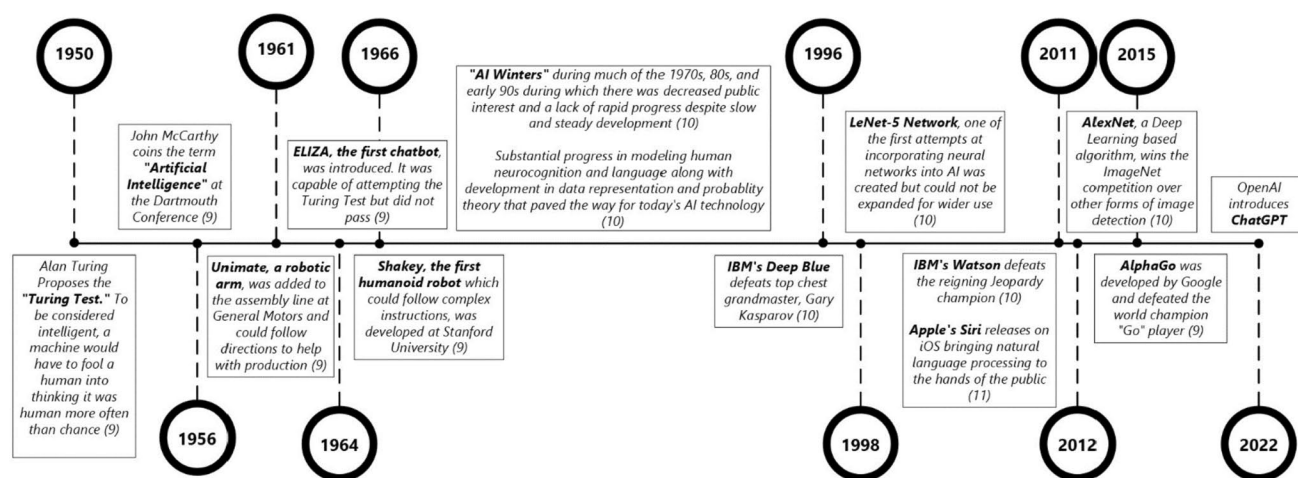 1950
1961
1966
1996
2011
2015
"AI Winters" during much of the 1970s, 80s, and
early 90s during which there was decreased public
interest and a lack of rapid progress despite slow
and steady development (10)
Substantial progress in modeling human
neurocognition and language along with
development in data representation and probablity
theory that paved the way for today's AI technology
(10)
John McCarthy
coins the term
"Artificial
Intelligence" at
the Dartmouth
Conference (9)
ELIZA, the first chatbot,
was introduced. It was
capable of attempting the
Turing Test but did not
pass (9)
LeNet-5 Network, one of
the first attempts at
incorporating neural
networks into AI was
created but could not be
expanded for wider use
(10)
AlexNet, a Deep
Learning based
algorithm, wins the
ImageNet
competition over
other forms of image
detection (10)
OpenAI
introduces
ChatGPT
Alan Turing
Proposes the
"Turing Test." To
be considered
intelligent, a
machine would
have to fool a
human into
thinking it was
human more often
than chance (9)
Unimate, a robotic
arm, was added to
the assembly line at
General Motors and
could follow
directions to help
with production (9)
Shakey, the first
humanoid robot which
could follow complex
instructions, was
developed at Stanford
University (9)
IBM's Deep Blue
defeats top chest
grandmaster, Gary
Kasparov (10)
IBM's Watson defeats
the reigning Jeopardy
champion (10)
Apple's Siri releases on
iOS bringing natural
language processing to
the hands of the public
(11)
AlphaGo was
developed by Google
and defeated the
world champion
"Go" player (9)
1956
1964
1998
2012
2022